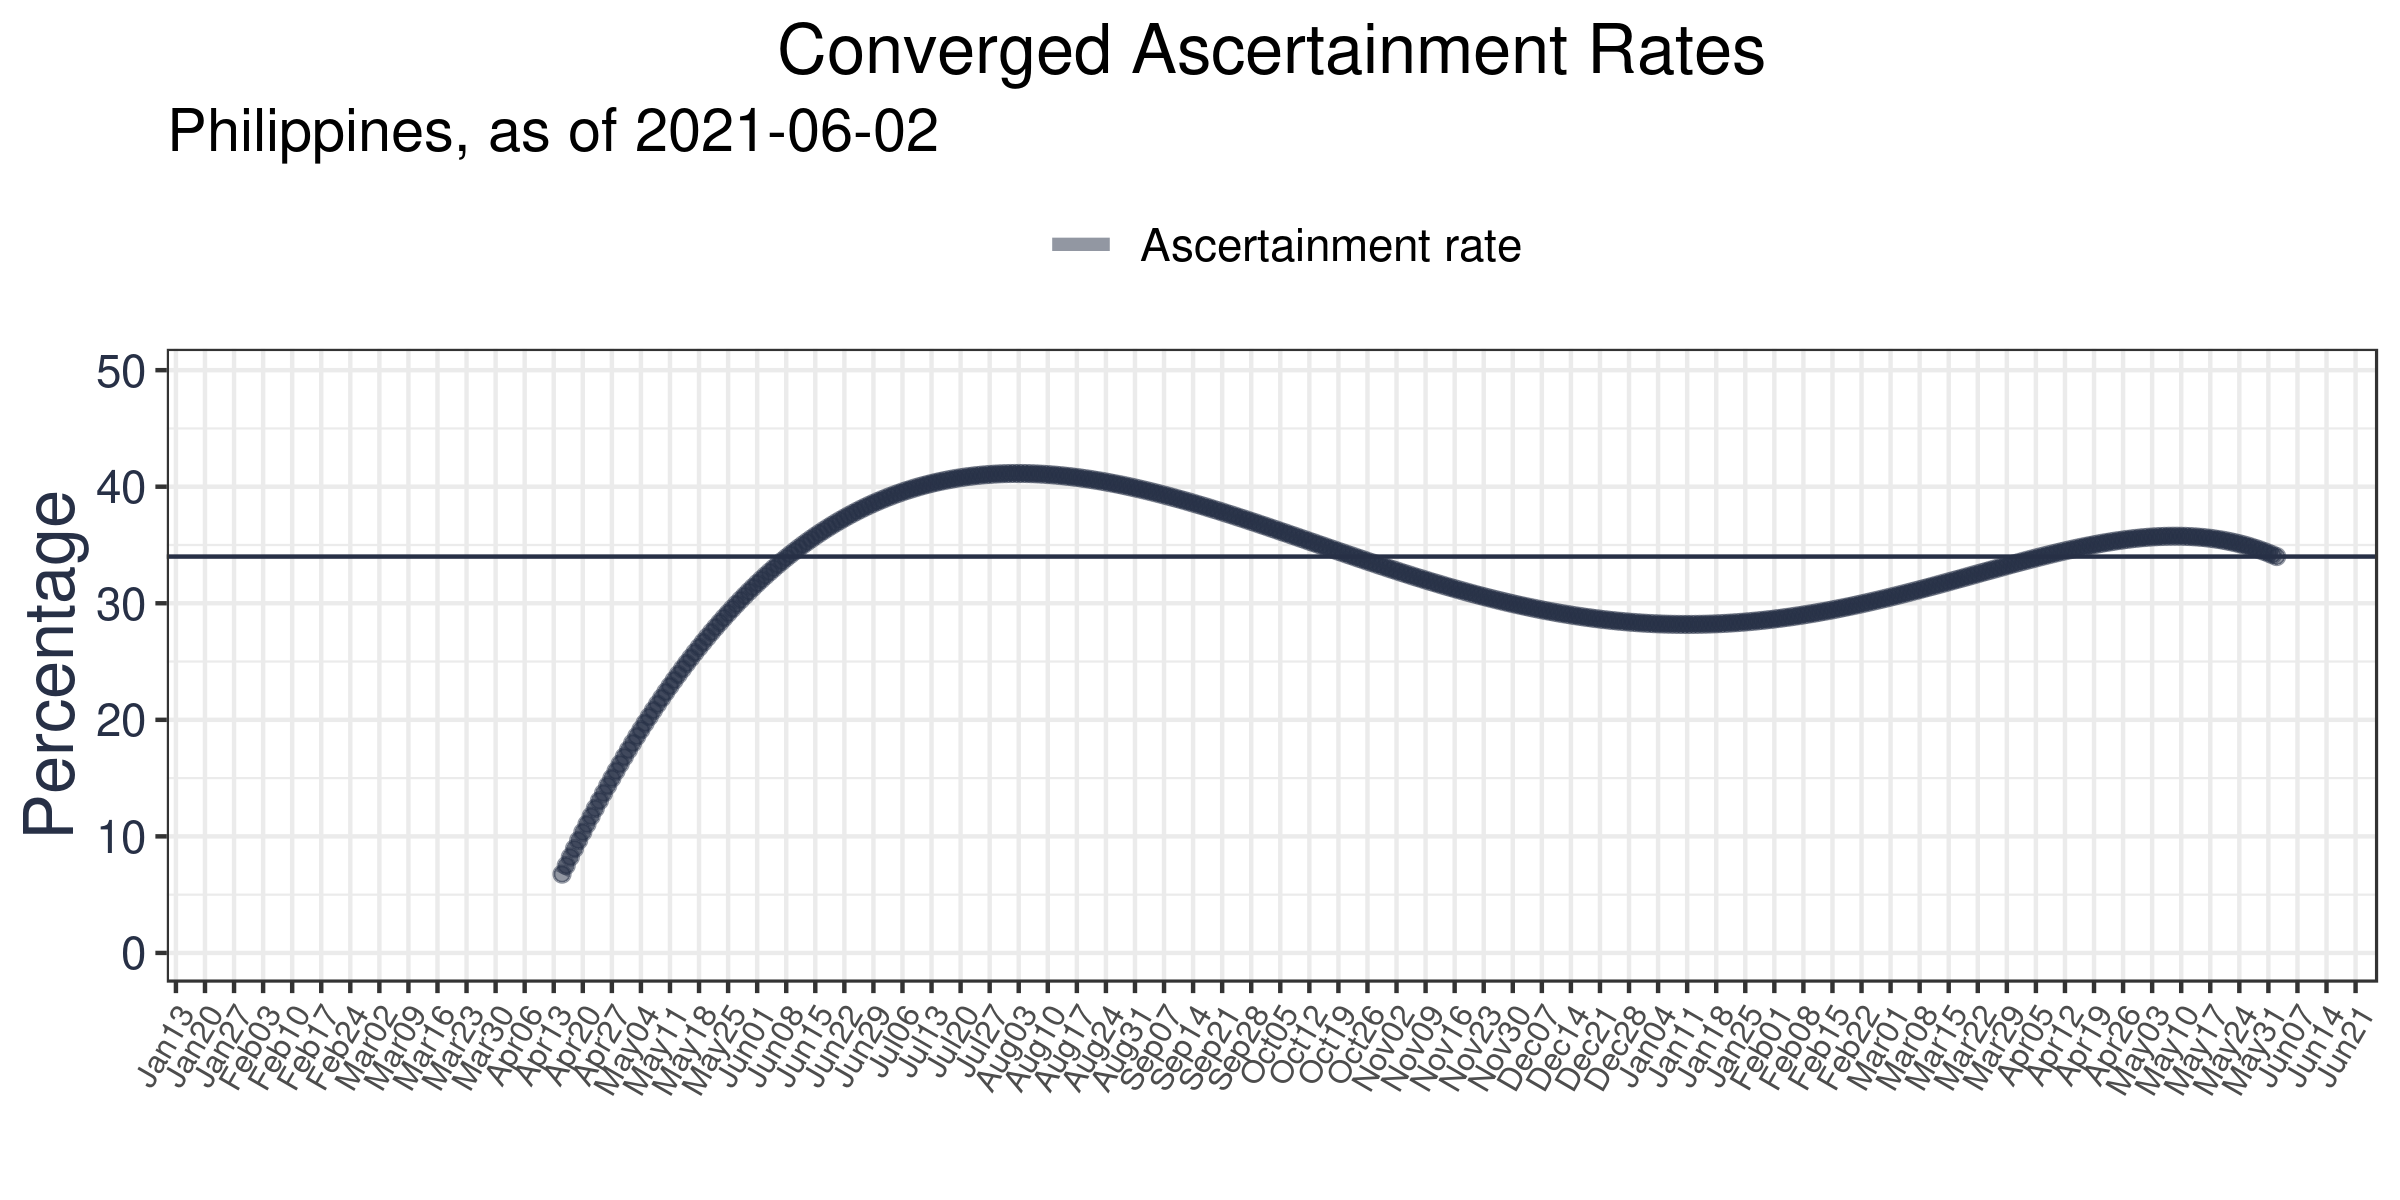 Converged Ascertainment Rates
Philippines, as of 2021-06-02
Ascertainment rate
Percentage
50
40
30
20
10
0
Jan13
Jan20
Jan27
Feb03
Feb10
Feb17
Feb24
Mar02
Mar09
Mar16
Mar23
Mar30
Apr06
Apr13
Apr20
Apr27
May04
May11
May18
May25
Jun01
Jun08
Jun15
Jun22
Jun29
Jul06
Jul13
Jul20
Jul27
Aug03
Aug10
Aug17
Aug24
Aug31
Sep07
Sep14
Sep21
Sep28
Oct05
Oct12
Oct19
Oct26
Nov02
Nov09
Nov16
Nov23
Nov30
Dec07
Dec14
Dec21
Dec28
Jan04
Jan11
Jan18
Jan25
Feb01
Feb08
Feb15
Feb22
Mar01
Mar08
Mar15
Mar22
Mar29
Apr05
Apr12
Apr19
Apr26
May03
May10
May17
May24
May31
Jun07
Jun14
Jun21